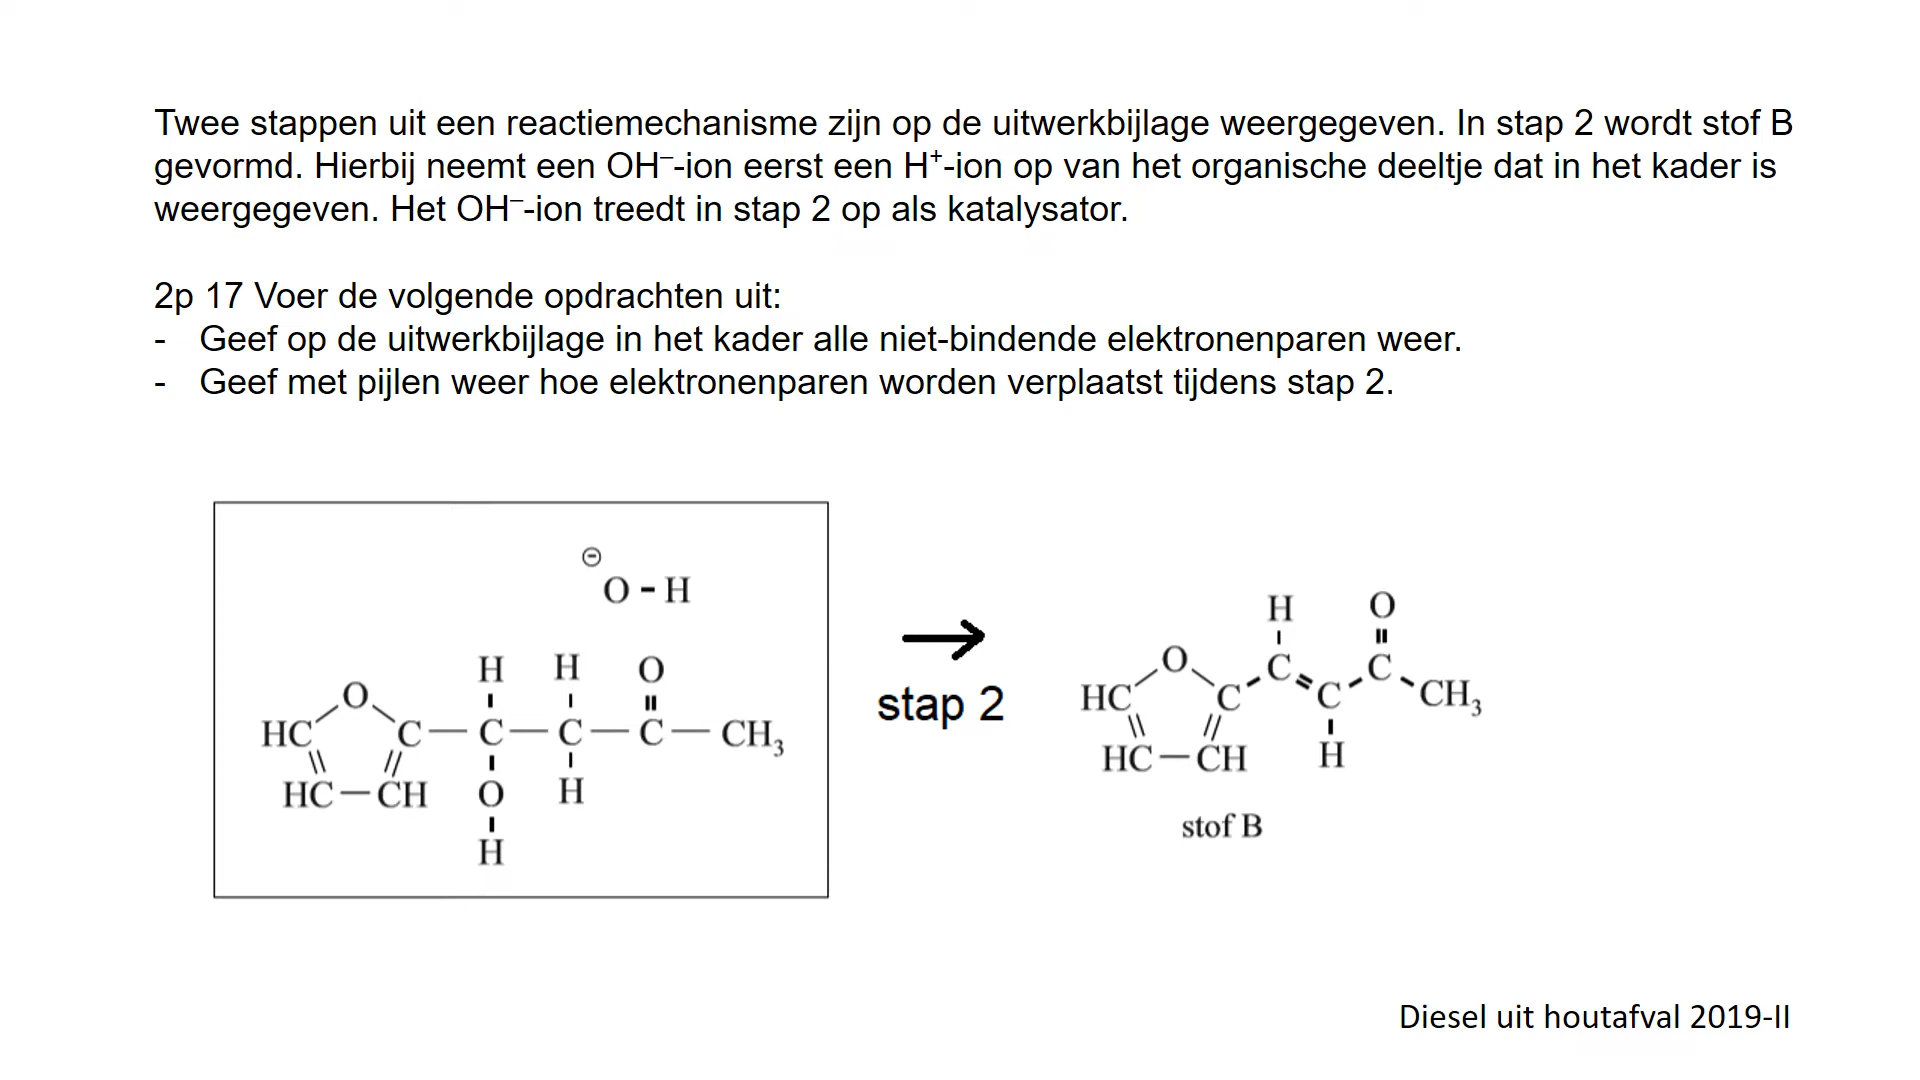 Twee stappen uit een reactiemechanisme zijn op de uitwerkbijlage weergegeven. In stap 2 wordt stof B
gevormd. Hierbij neemt een OH⁻-ion eerst een H⁺-ion op van het organische deeltje dat in het kader is
weergegeven. Het OH⁻-ion treedt in stap 2 op als katalysator.
2p 17 Voer de volgende opdrachten uit:
- Geef op de uitwerkbijlage in het kader alle niet-bindende elektronenparen weer.
- Geef met pijlen weer hoe elektronenparen worden verplaatst tijdens stap 2.
⊖
O - H
H H O
O
HC C — C — C — C — CH₃
HC — CH O H
H
→
stap 2
H O
O C C
HC C C CH₃
HC — CH H
stof B
Diesel uit houtafval 2019-II